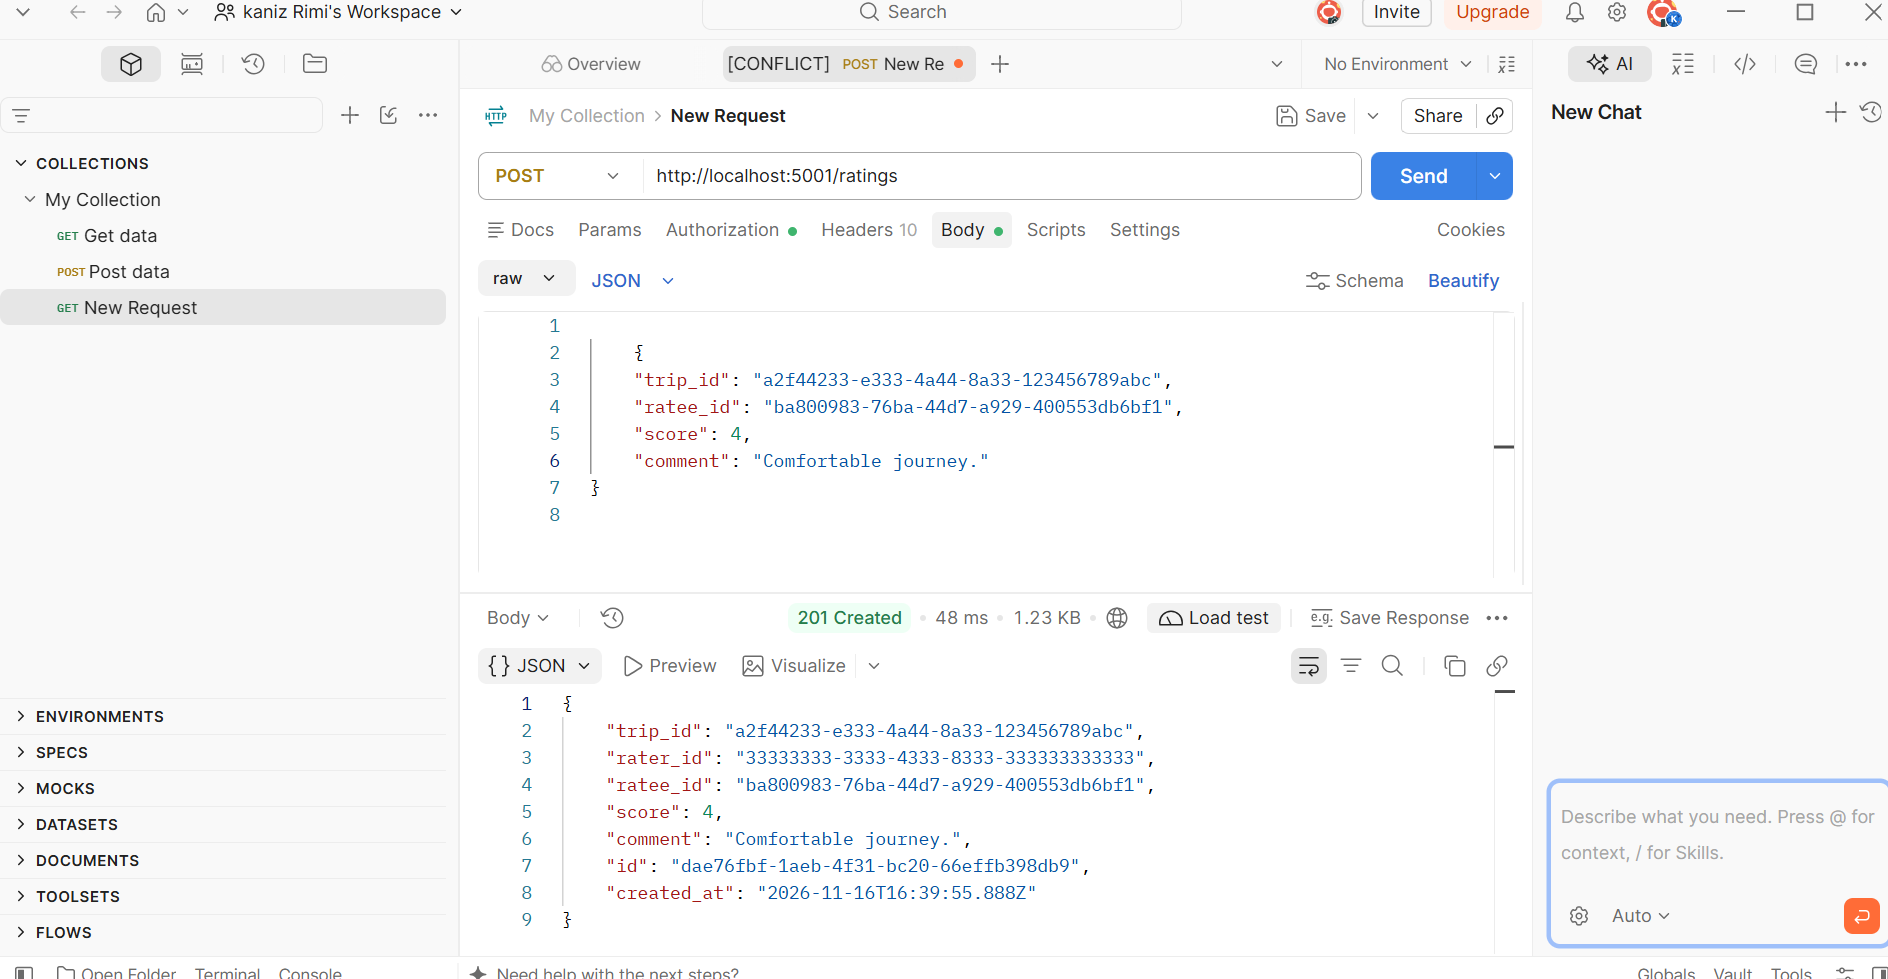 kaniz Rimi's Workspace
Search
Invite
Upgrade
K
Overview
[CONFLICT] POST New Re
No Environment
AI
My Collection > New Request
Save
Share
New Chat
COLLECTIONS
My Collection
GET Get data
POST Post data
GET New Request
HTTP
POST
http://localhost:5001/ratings
Send
Docs
Params
Authorization
Headers 10
Body
Scripts
Settings
Cookies
raw
JSON
Schema
Beautify
1
2 {
3 "trip_id": "a2f44233-e333-4a44-8a33-123456789abc",
4 "ratee_id": "ba800983-76ba-44d7-a929-400553db6bf1",
5 "score": 4,
6 "comment": "Comfortable journey."
7 }
8
Body
201 Created
48 ms
1.23 KB
Load test
e.g. Save Response
{} JSON
Preview
Visualize
1 {
2 "trip_id": "a2f44233-e333-4a44-8a33-123456789abc",
3 "rater_id": "33333333-3333-4333-8333-333333333333",
4 "ratee_id": "ba800983-76ba-44d7-a929-400553db6bf1",
5 "score": 4,
6 "comment": "Comfortable journey.",
7 "id": "dae76fbf-1aeb-4f31-bc20-66effb398db9",
8 "created_at": "2026-11-16T16:39:55.888Z"
9 }
ENVIRONMENTS
SPECS
MOCKS
DATASETS
DOCUMENTS
TOOLSETS
FLOWS
Describe what you need. Press @ for
context, / for Skills.
Auto
Open Folder
Terminal
Console
Need help with the next steps?
Globals
Vault
Tools